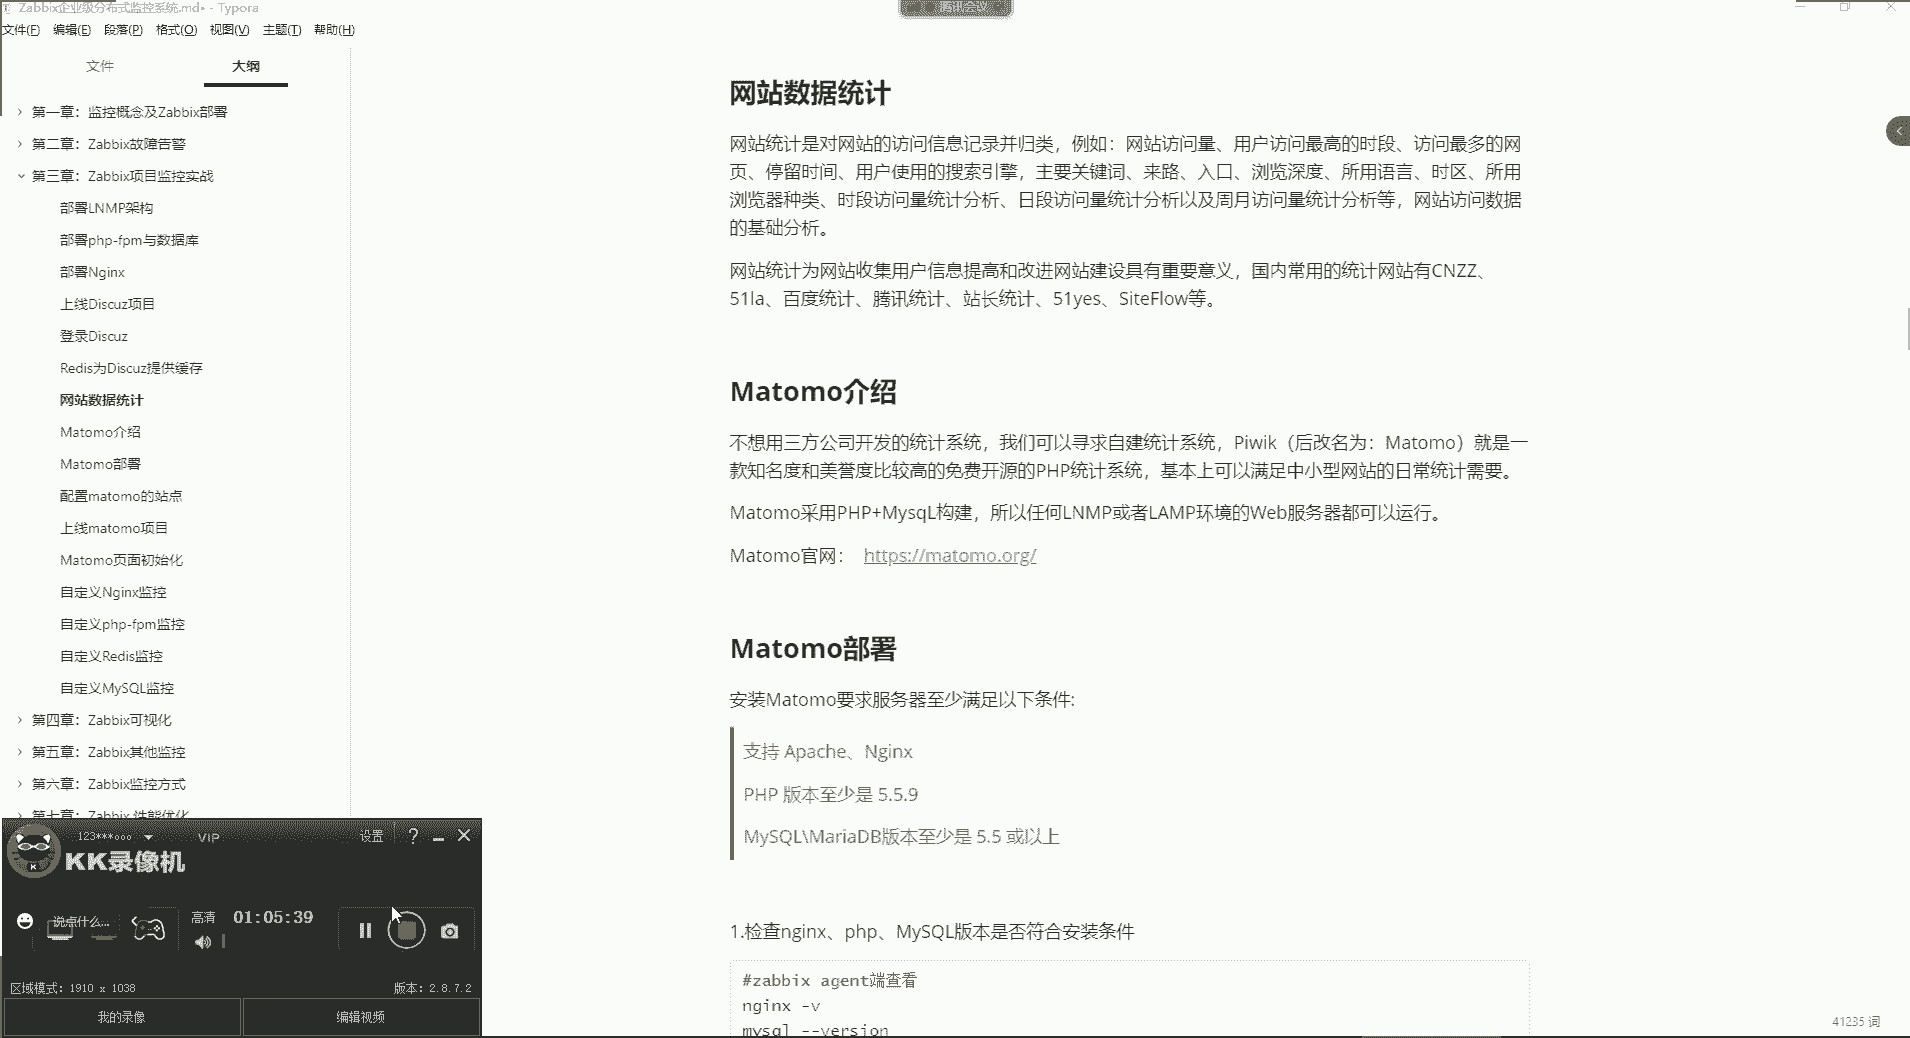 Zabbix企业级分布式监控系统.md• - Typora
腾讯会议
文件(F) 编辑(E) 段落(P) 格式(O) 视图(V) 主题(T) 帮助(H)
文件 大纲
第一章：监控概念及Zabbix部署
第二章：Zabbix故障告警
第三章：Zabbix项目监控实战
部署LNMP架构
部署php-fpm与数据库
部署Nginx
上线Discuz项目
登录Discuz
Redis为Discuz提供缓存
网站数据统计
Matomo介绍
Matomo部署
配置matomo的站点
上线matomo项目
Matomo页面初始化
自定义Nginx监控
自定义php-fpm监控
自定义Redis监控
自定义MySQL监控
第四章：Zabbix可视化
第五章：Zabbix其他监控
第六章：Zabbix监控方式
第七章：Zabbix 性能优化
网站数据统计
网站统计是对网站的访问信息记录并归类，例如：网站访问量、用户访问最高的时段、访问最多的网
页、停留时间、用户使用的搜索引擎，主要关键词、来路、入口、浏览深度、所用语言、时区、所用
浏览器种类、时段访问量统计分析、日段访问量统计分析以及周月访问量统计分析等，网站访问数据
的基础分析。
网站统计为网站收集用户信息提高和改进网站建设具有重要意义，国内常用的统计网站有CNZZ、
51la、百度统计、腾讯统计、站长统计、51yes、SiteFlow等。
Matomo介绍
不想用三方公司开发的统计系统，我们可以寻求自建统计系统，Piwik（后改名为：Matomo）就是一
款知名度和美誉度比较高的免费开源的PHP统计系统，基本上可以满足中小型网站的日常统计需要。
Matomo采用PHP+MysqL构建，所以任何LNMP或者LAMP环境的Web服务器都可以运行。
Matomo官网： https://matomo.org/
Matomo部署
安装Matomo要求服务器至少满足以下条件:
支持 Apache、Nginx
PHP 版本至少是 5.5.9
MySQL\MariaDB版本至少是 5.5 或以上
1.检查nginx、php、MySQL版本是否符合安装条件
#zabbix agent端查看
nginx -v
mysql --version
41235 词
123***ooo VIP 设置 ?
KK录像机
说点什么... 高清 01:05:39
区域模式：1910 x 1038 版本：2.8.7.2
我的录像 编辑视频